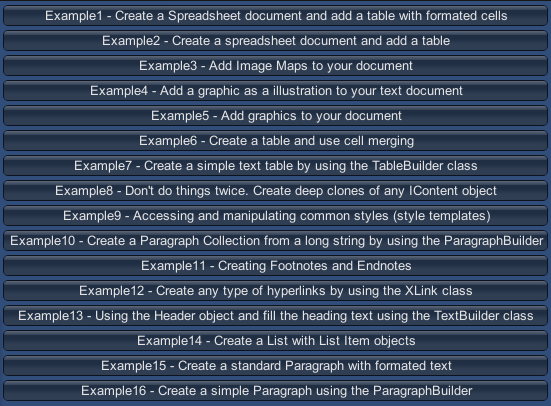 Example1 - Create a Spreadsheet document and add a table with formated cells
Example2 - Create a spreadsheet document and add a table
Example3 - Add Image Maps to your document
Example4 - Add a graphic as a illustration to your text document
Example5 - Add graphics to your document
Example6 - Create a table and use cell merging
Example7 - Create a simple text table by using the TableBuilder class
Example8 - Don't do things twice. Create deep clones of any IContent object
Example9 - Accessing and manipulating common styles (style templates)
Example10 - Create a Paragraph Collection from a long string by using the ParagraphBuilder
Example11 - Creating Footnotes and Endnotes
Example12 - Create any type of hyperlinks by using the XLink class
Example13 - Using the Header object and fill the heading text using the TextBuilder class
Example14 - Create a List with List Item objects
Example15 - Create a standard Paragraph with formated text
Example16 - Create a simple Paragraph using the ParagraphBuilder